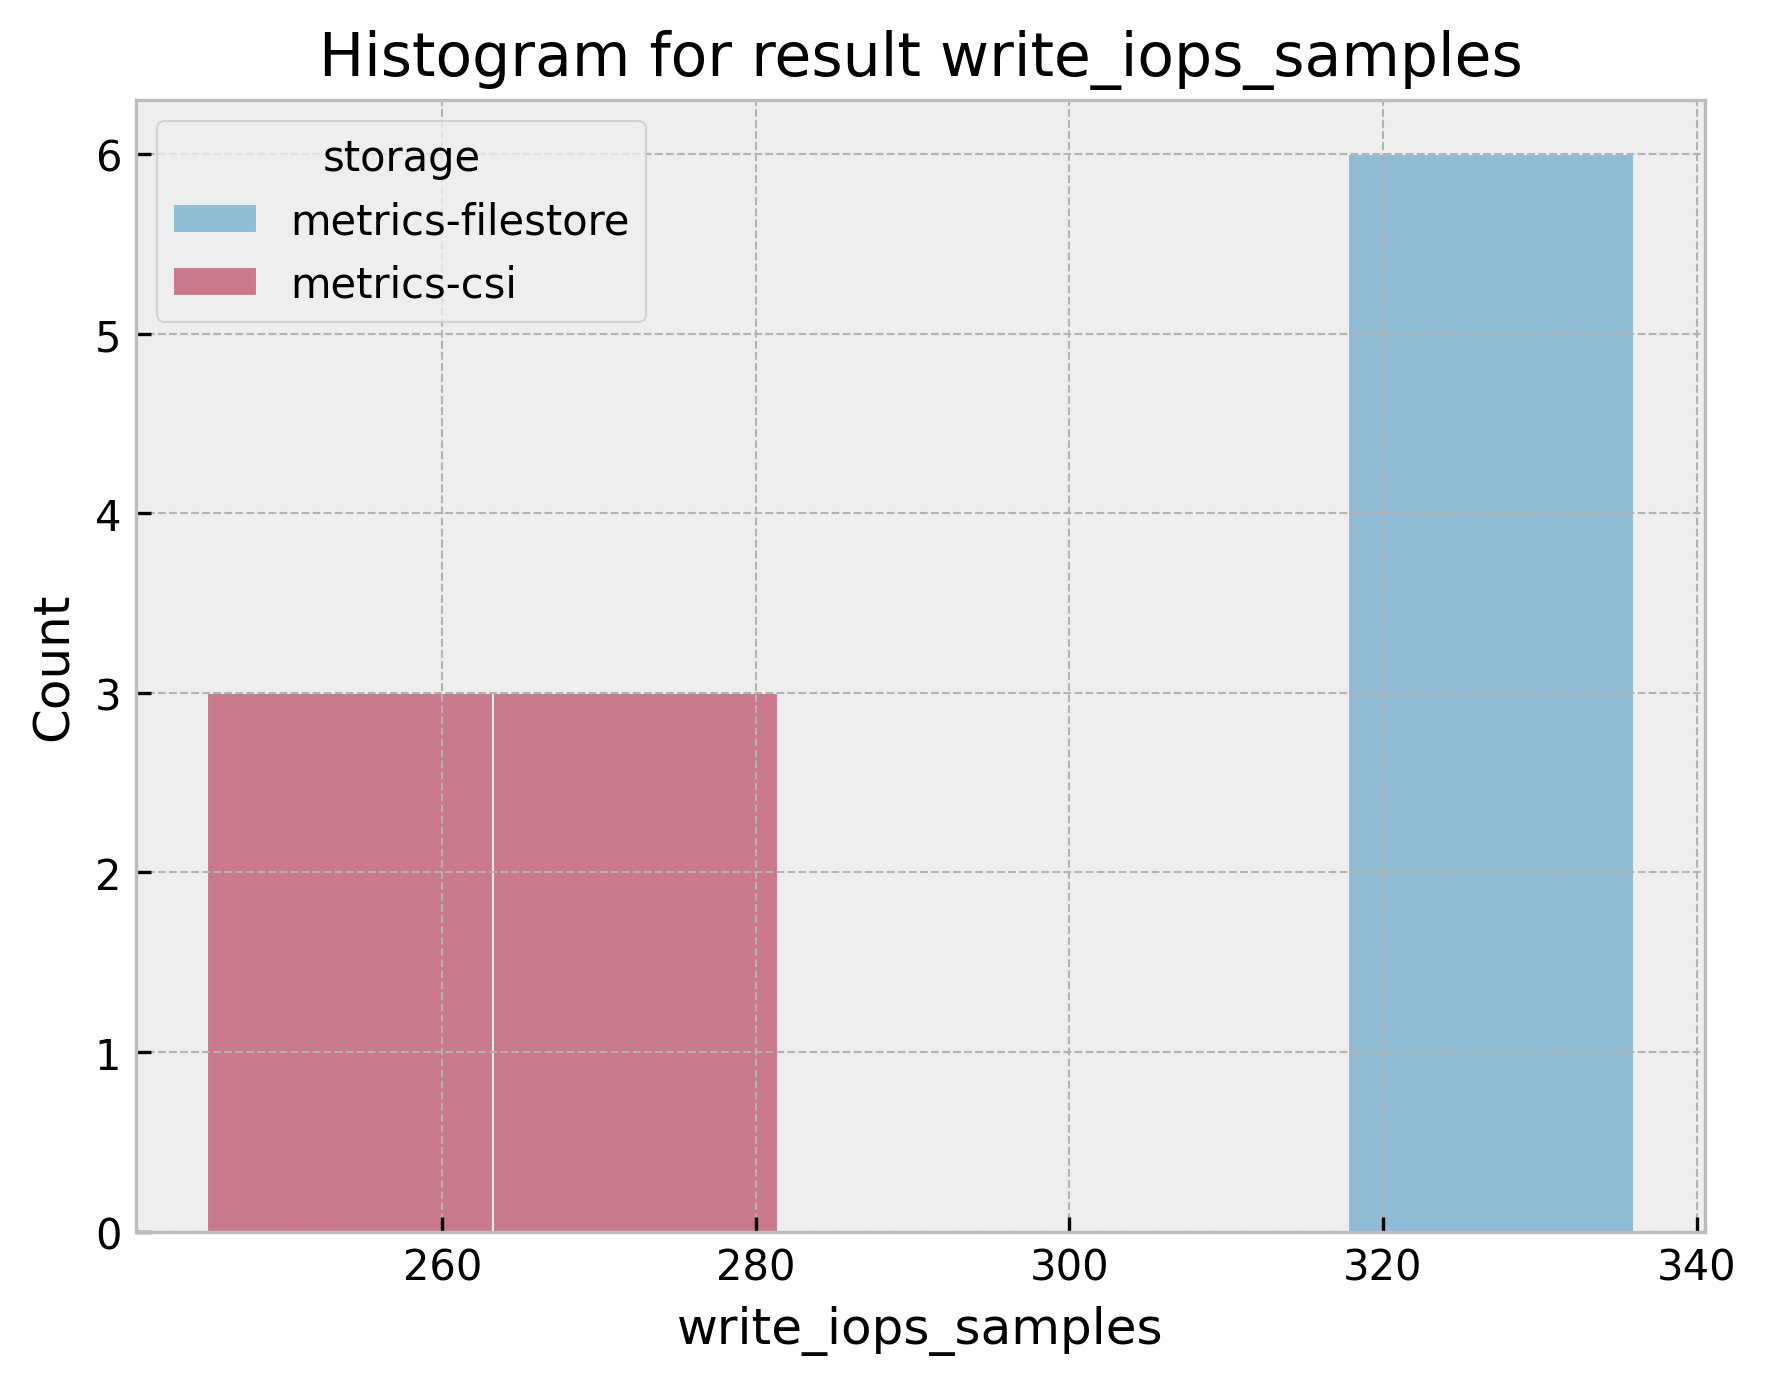 Histogram for result write_iops_samples
storage
metrics-filestore
metrics-csi
6
5
4
3
2
1
0
Count
260 280 300 320 340
write_iops_samples